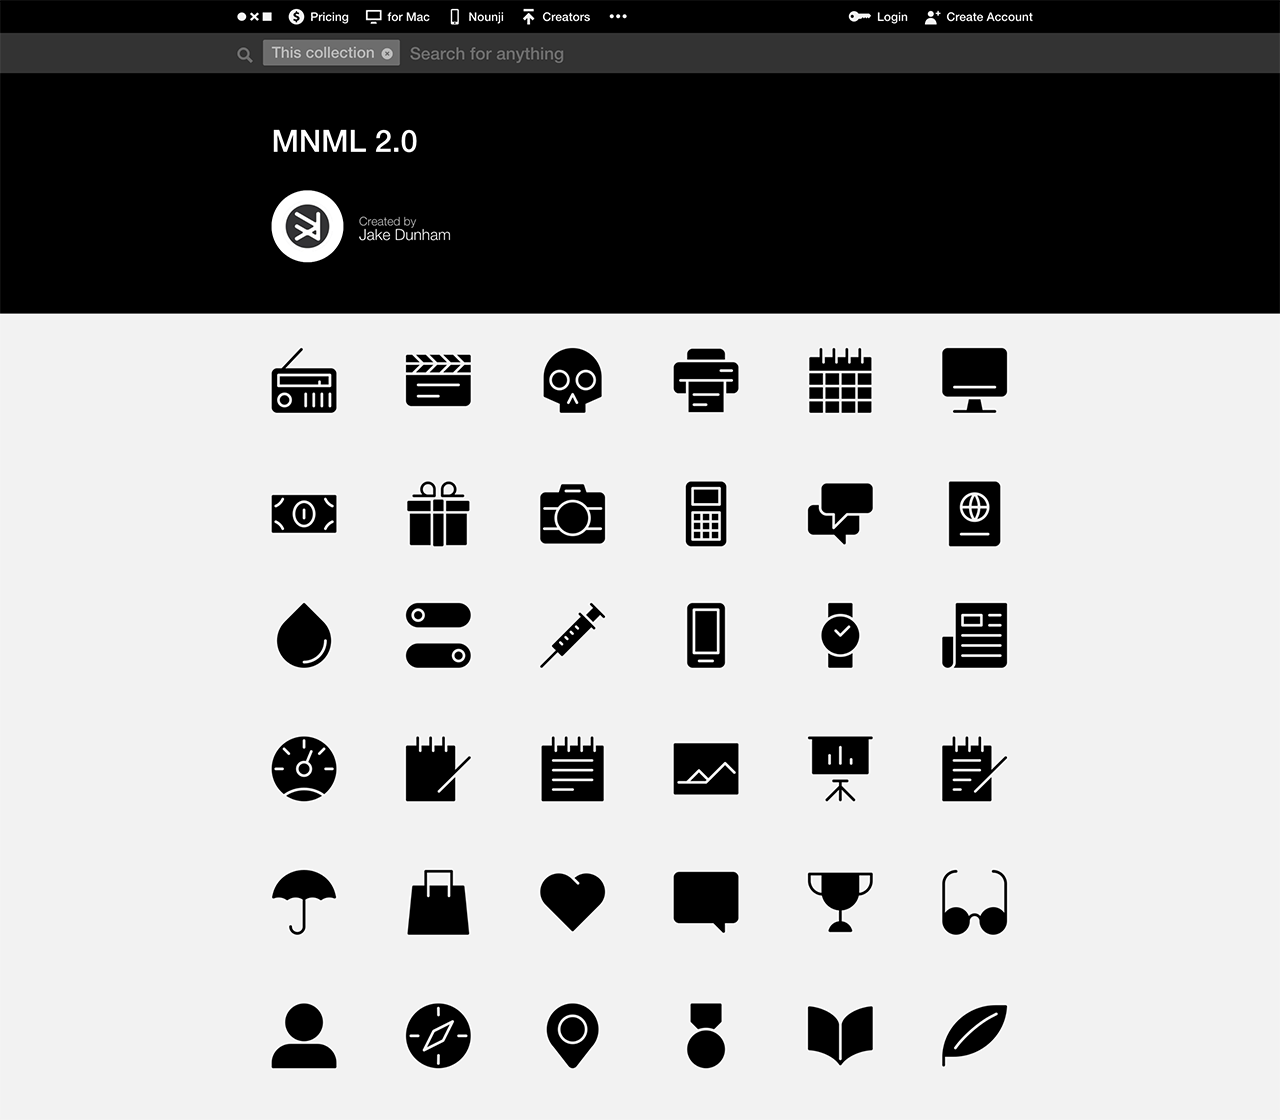 Pricing for Mac Nounji Creators Login Create Account
This collection Search for anything
MNML 2.0
Created by
Jake Dunham